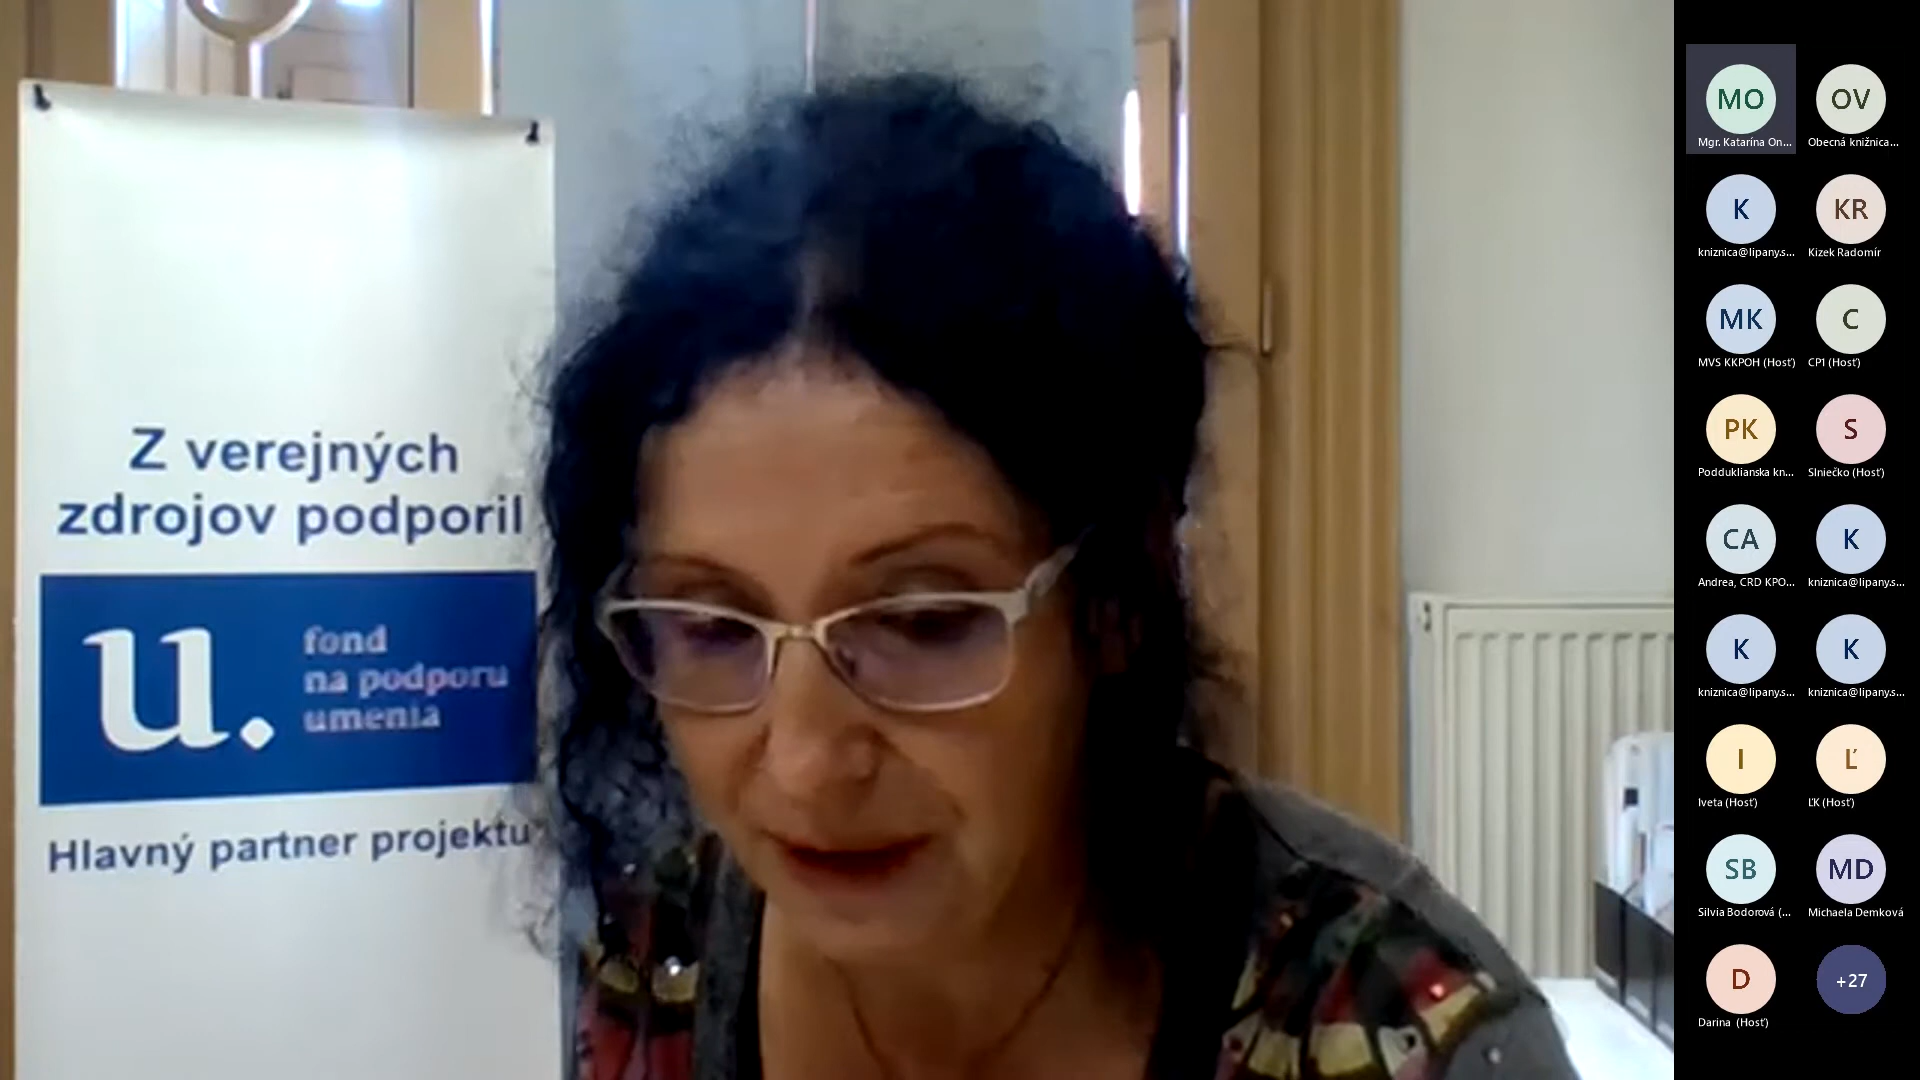 Z verejných
zdrojov podporil
u.
fond
na podporu
umenia
Hlavný partner projektu
MO
Mgr. Katarína On...
OV
Obecná knižnica...
K
kniznica@lipany.s...
KR
Kizek Radomír
MK
MVS KKPOH (Hosť)
C
CP1 (Hosť)
PK
Podduklianska kn...
S
Slniečko (Hosť)
CA
Andrea, CRD KPO...
K
kniznica@lipany.s...
K
kniznica@lipany.s...
K
kniznica@lipany.s...
I
Iveta (Hosť)
Ľ
ĽK (Hosť)
SB
Silvia Bodorová (...
MD
Michaela Demková
D
Darina (Hosť)
+27